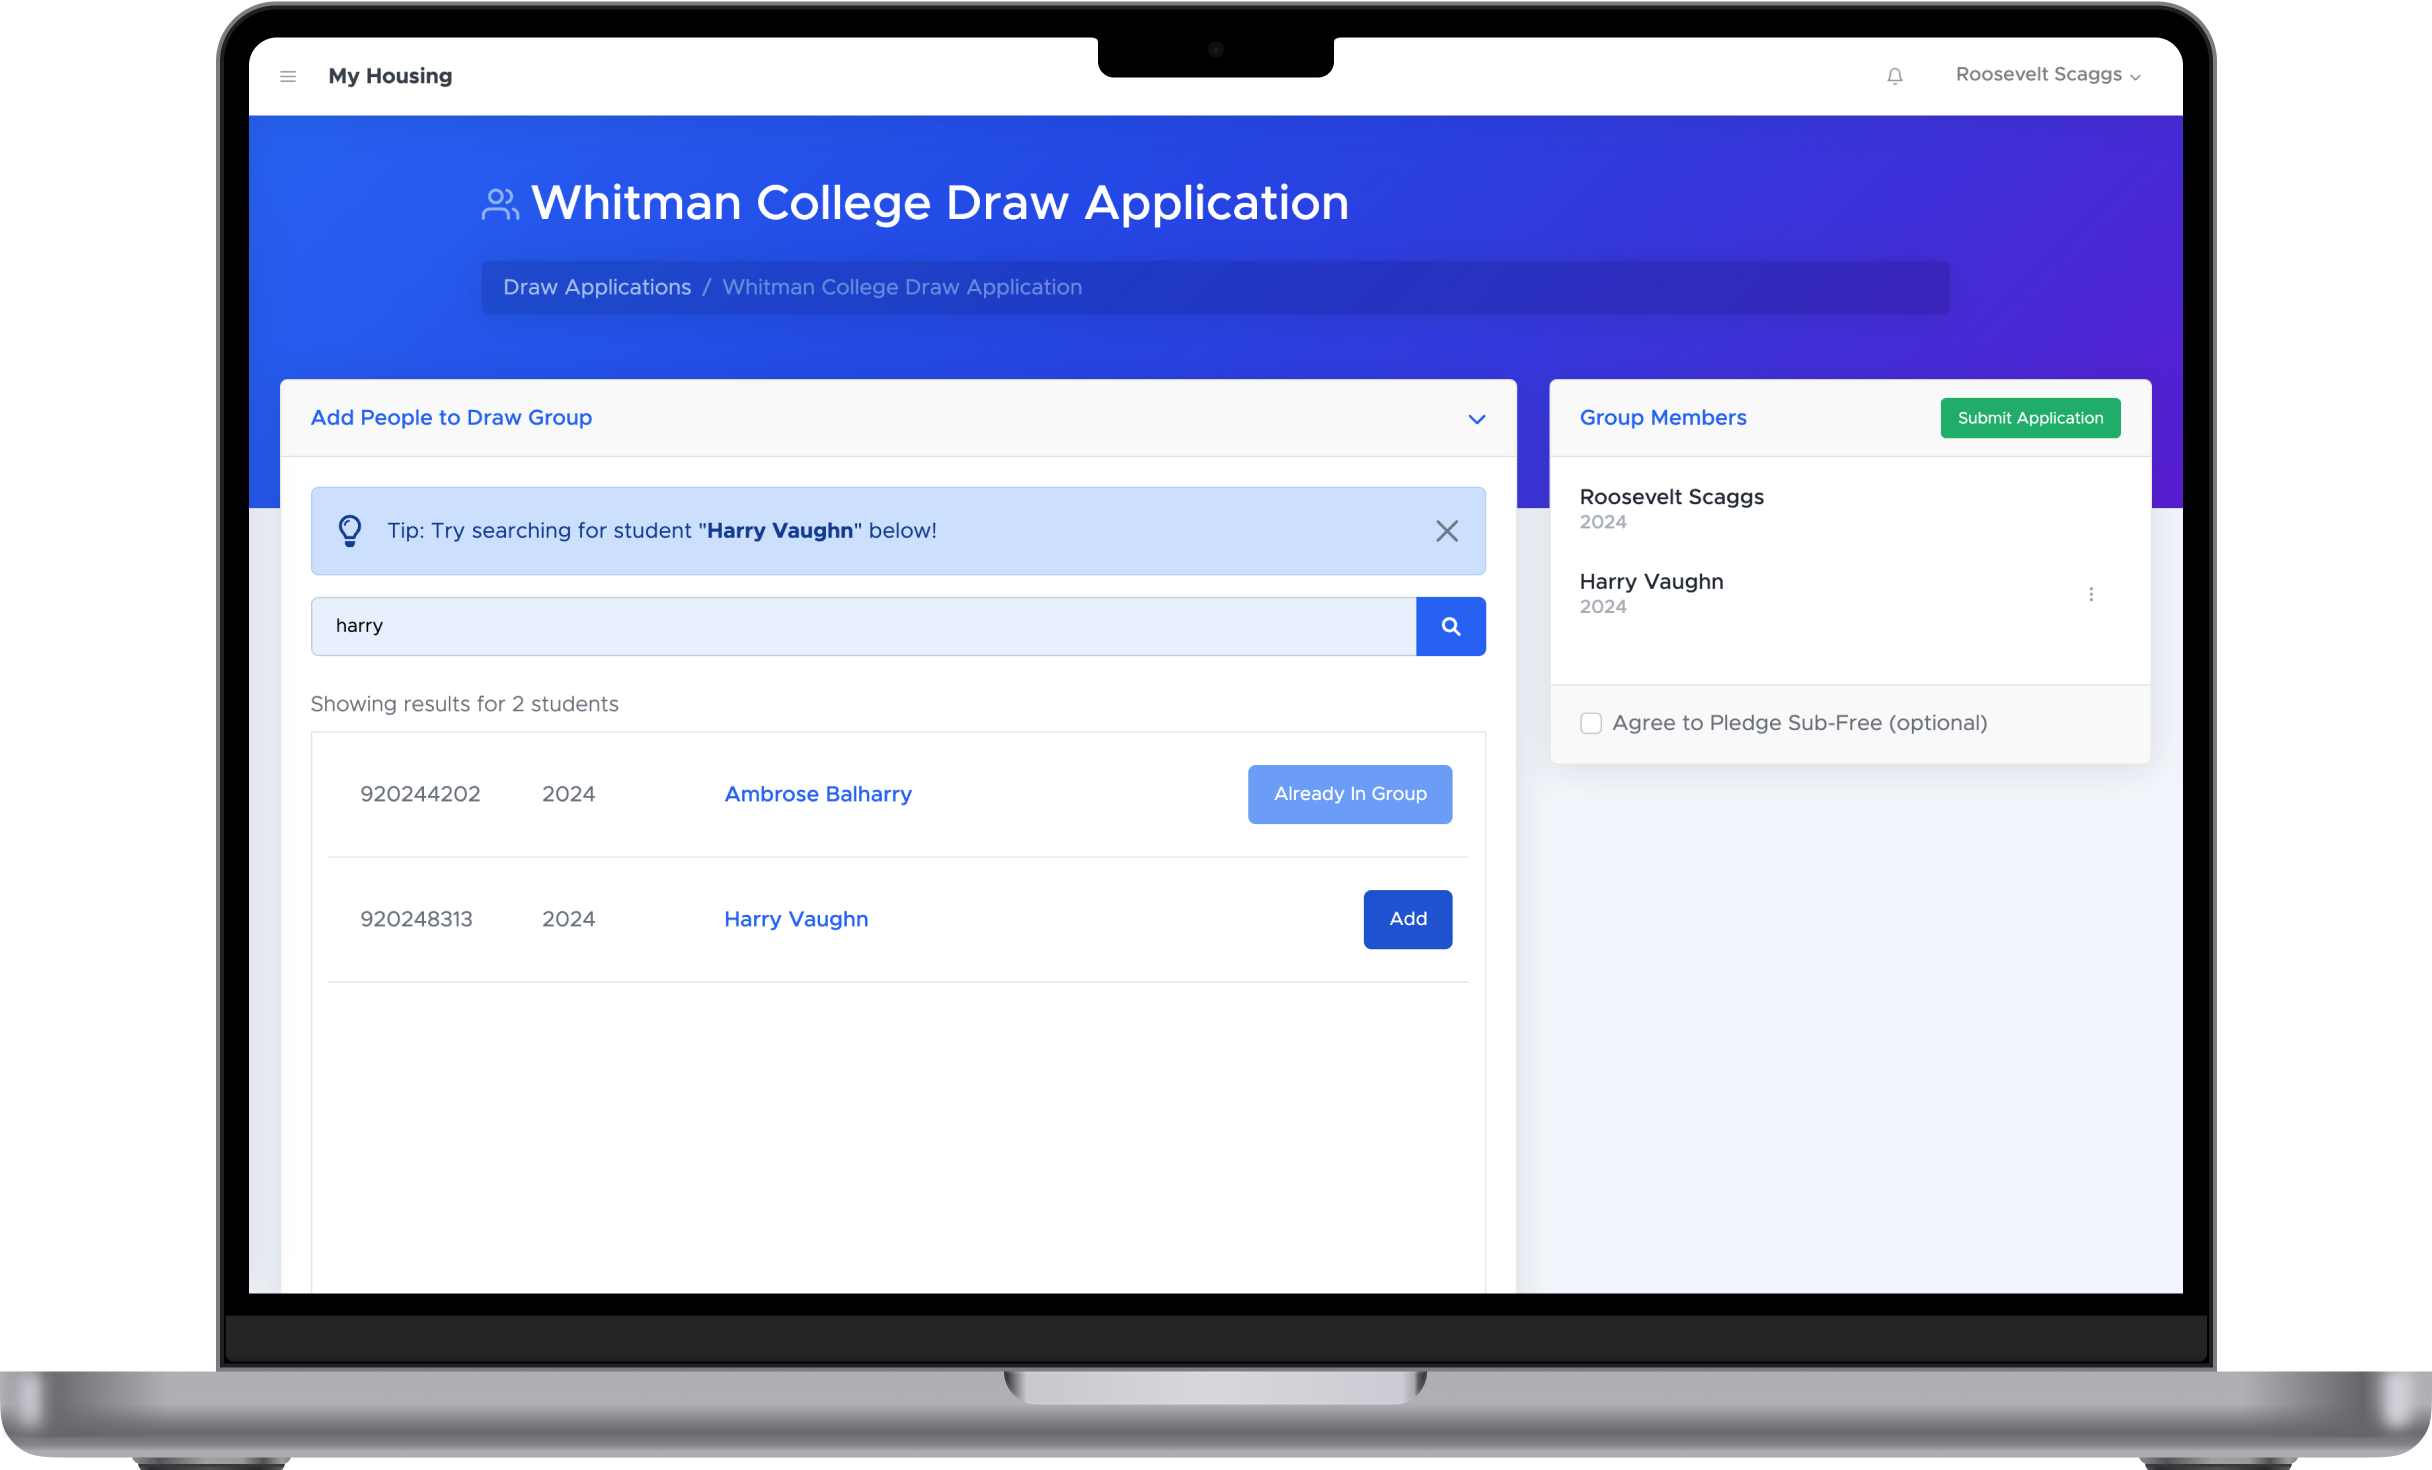 My Housing
Roosevelt Scaggs
Whitman College Draw Application
Draw Applications / Whitman College Draw Application
Add People to Draw Group
Tip: Try searching for student "Harry Vaughn" below!
harry
Showing results for 2 students
920244202 2024 Ambrose Balharry Already In Group
920248313 2024 Harry Vaughn Add
Group Members
Submit Application
Roosevelt Scaggs
2024
Harry Vaughn
2024
Agree to Pledge Sub-Free (optional)